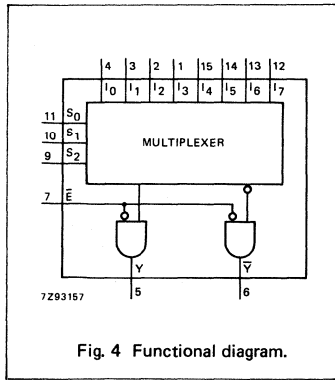 4 3 2 1 15 14 13 12
I0 I1 I2 I3 I4 I5 I6 I7
11 S0
10 S1
9 S2
MULTIPLEXER
7 E̅
Y Y̅
7Z93157 5 6
Fig. 4 Functional diagram.